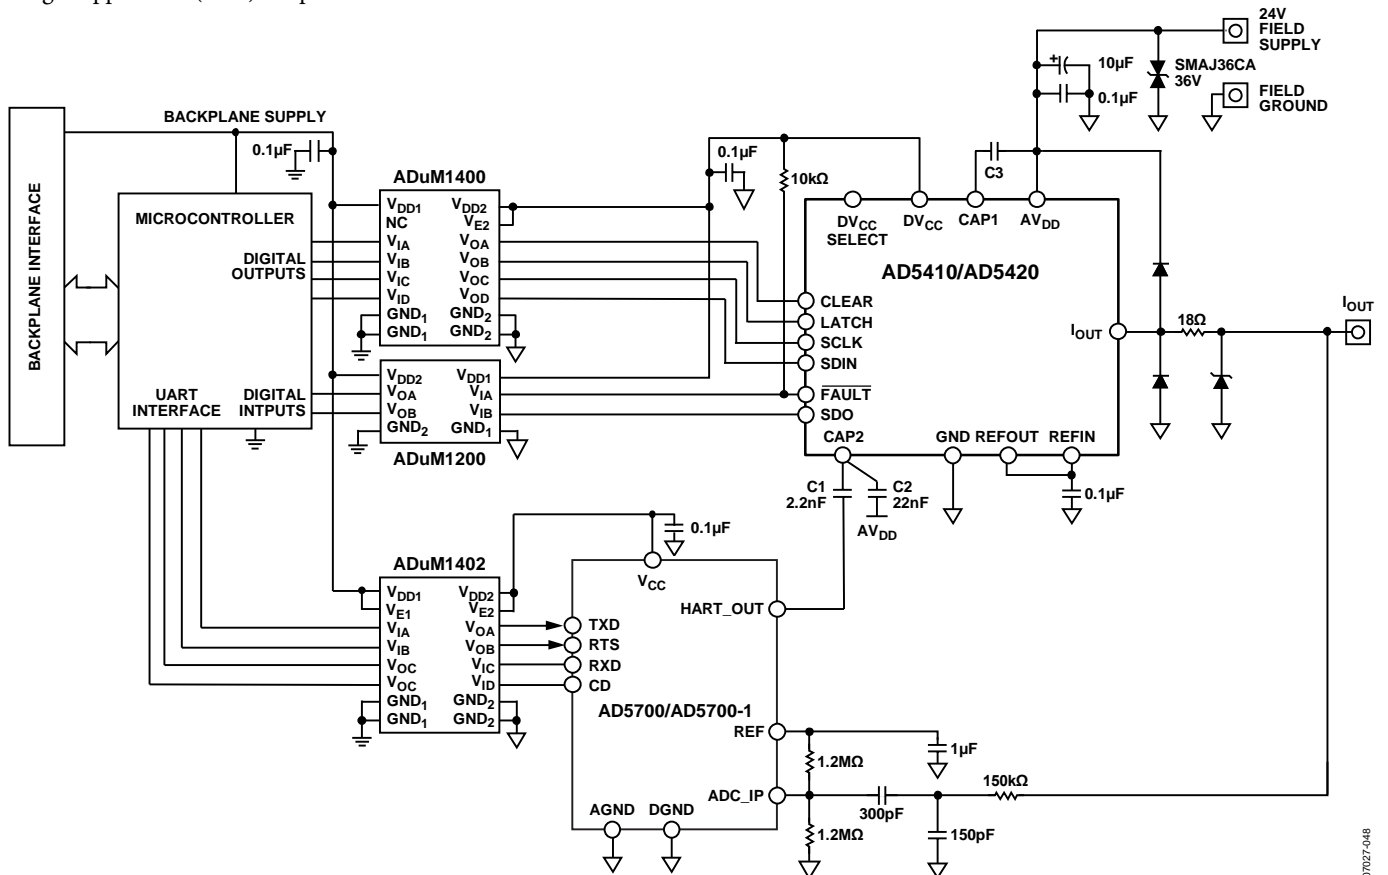 24V
FIELD
SUPPLY
10µF
SMAJ36CA
36V
0.1µF
FIELD
GROUND
BACKPLANE SUPPLY
0.1µF
BACKPLANE INTERFACE
MICROCONTROLLER
DIGITAL
OUTPUTS
UART
INTERFACE
DIGITAL
INTPUTS
ADuM1400
VDD1
NC
VIA
VIB
VIC
VID
GND1
GND1
VDD2
VE2
VOA
VOB
VOC
VOD
GND2
GND2
0.1µF
10kΩ
C3
VDD2
VOA
VOB
GND2
VDD1
VIA
VIB
GND1
ADuM1200
DVCC
SELECT
DVCC
CAP1
AVDD
AD5410/AD5420
CLEAR
LATCH
SCLK
SDIN
FAULT
SDO
IOUT
18Ω
IOUT
CAP2
GND
REFOUT
REFIN
C1
2.2nF
C2
22nF
AVDD
0.1µF
0.1µF
ADuM1402
VDD1
VE1
VIA
VIB
VOC
VOC
GND1
GND1
VDD2
VE2
VOA
VOB
VIC
VID
GND2
GND2
VCC
HART_OUT
TXD
RTS
RXD
CD
AD5700/AD5700-1
REF
1µF
1.2MΩ
ADC_IP
300pF
150kΩ
150pF
1.2MΩ
AGND
DGND
07027-048